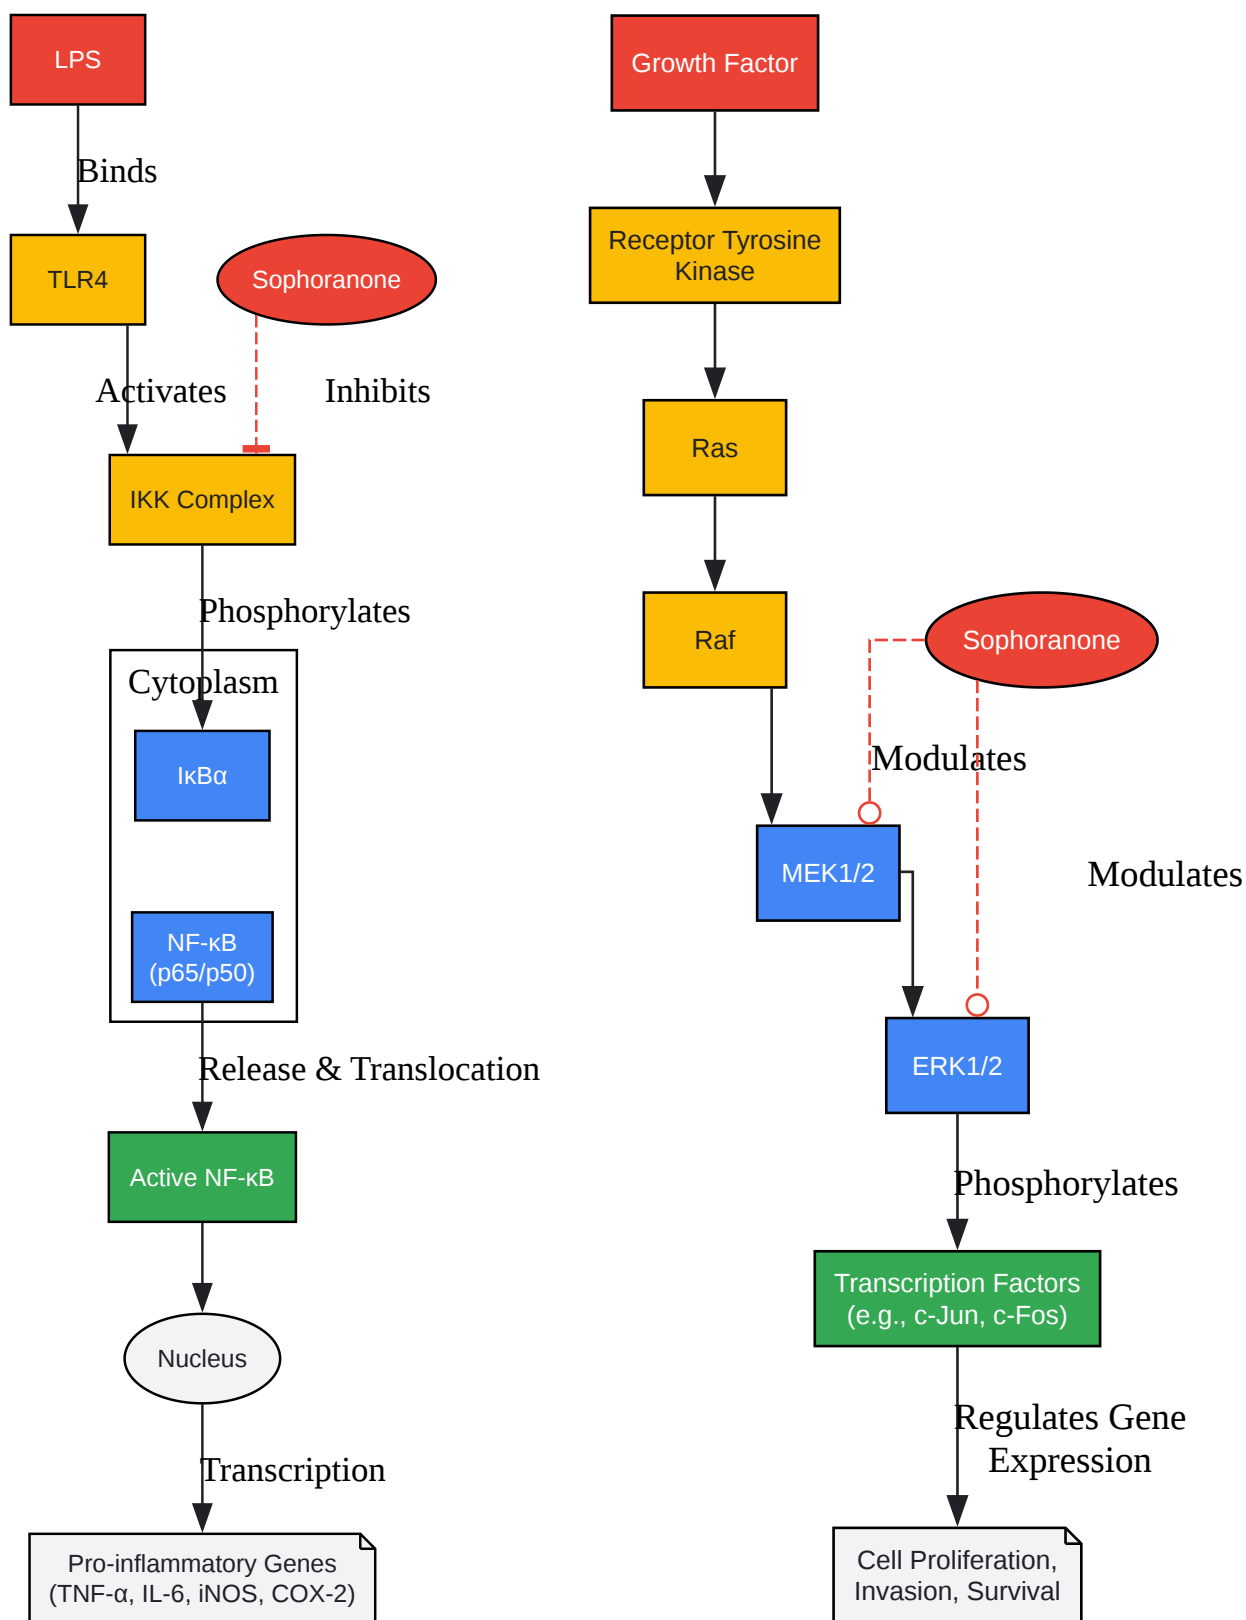 LPS
Binds
TLR4
Sophoranone
Activates
Inhibits
IKK Complex
Phosphorylates
Cytoplasm
IκBα
NF-κB
(p65/p50)
Release & Translocation
Active NF-κB
Nucleus
Transcription
Pro-inflammatory Genes
(TNF-α, IL-6, iNOS, COX-2)
Growth Factor
Receptor Tyrosine
Kinase
Ras
Raf
Sophoranone
Modulates
MEK1/2
Modulates
ERK1/2
Phosphorylates
Transcription Factors
(e.g., c-Jun, c-Fos)
Regulates Gene
Expression
Cell Proliferation,
Invasion, Survival